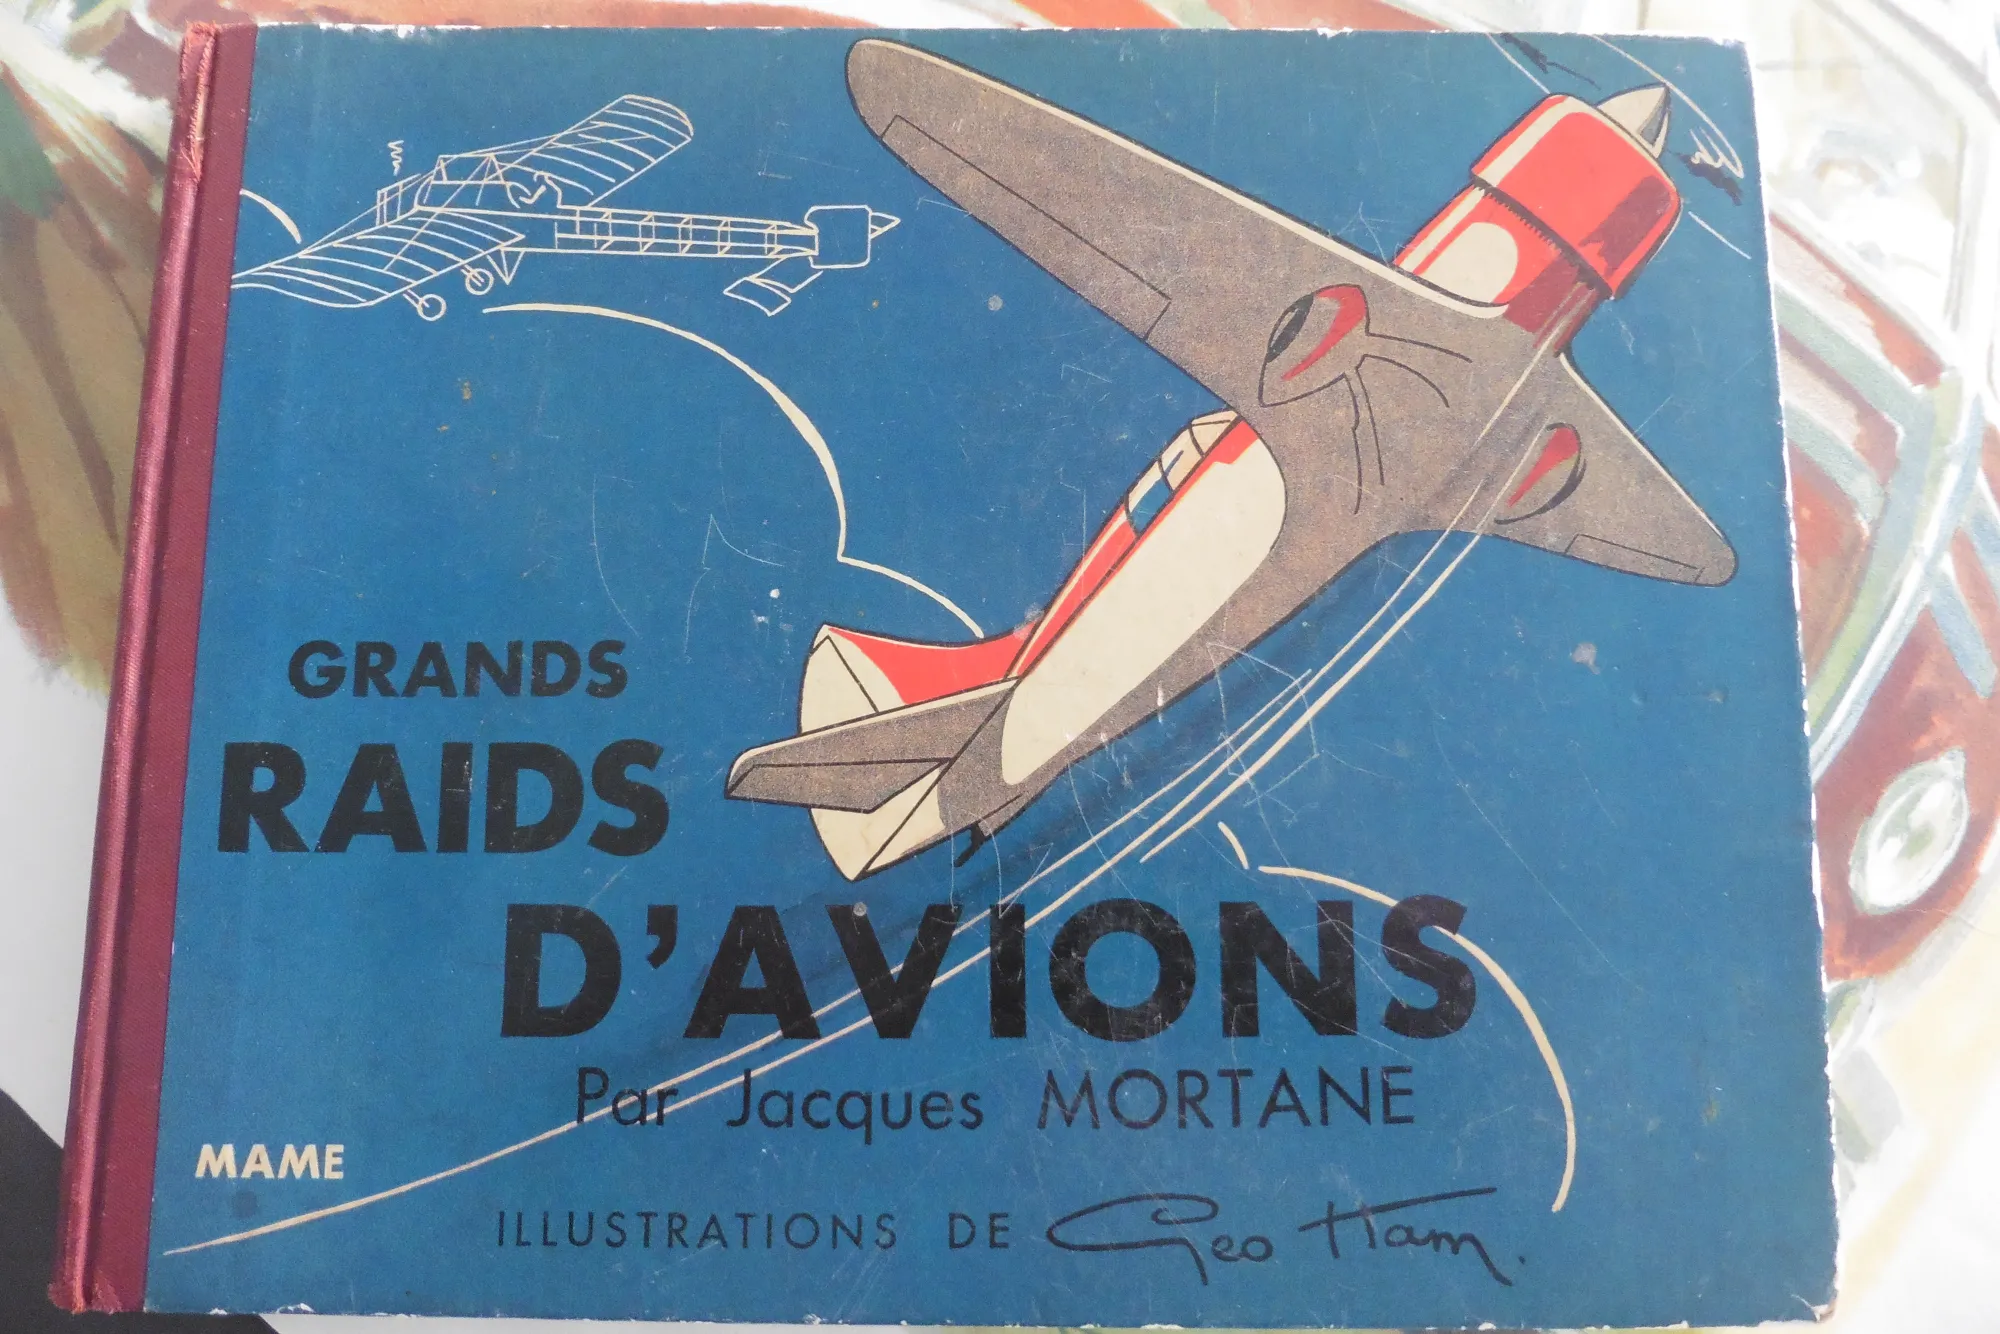 GRANDS
RAIDS
D'AVIONS
Par Jacques MORTANE
MAME
ILLUSTRATIONS DE Geo Ham.